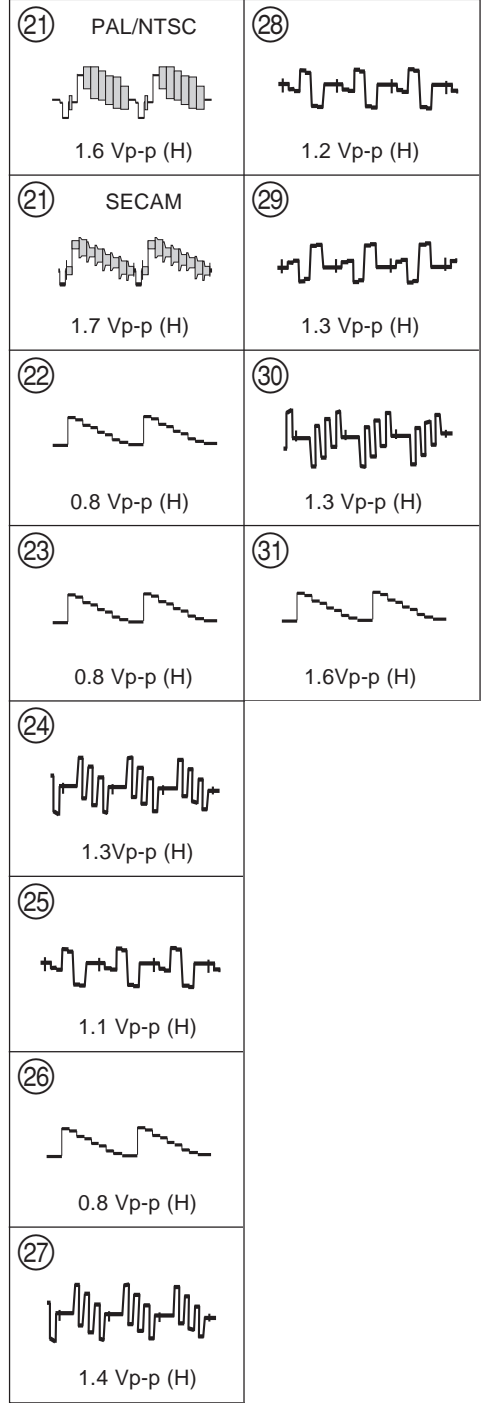 ㉑ PAL/NTSC
1.6 Vp-p (H)
㉑ SECAM
1.7 Vp-p (H)
㉒
0.8 Vp-p (H)
㉓
0.8 Vp-p (H)
㉔
1.3Vp-p (H)
㉕
1.1 Vp-p (H)
㉖
0.8 Vp-p (H)
㉗
1.4 Vp-p (H)
㉘
1.2 Vp-p (H)
㉙
1.3 Vp-p (H)
㉚
1.3 Vp-p (H)
㉛
1.6Vp-p (H)